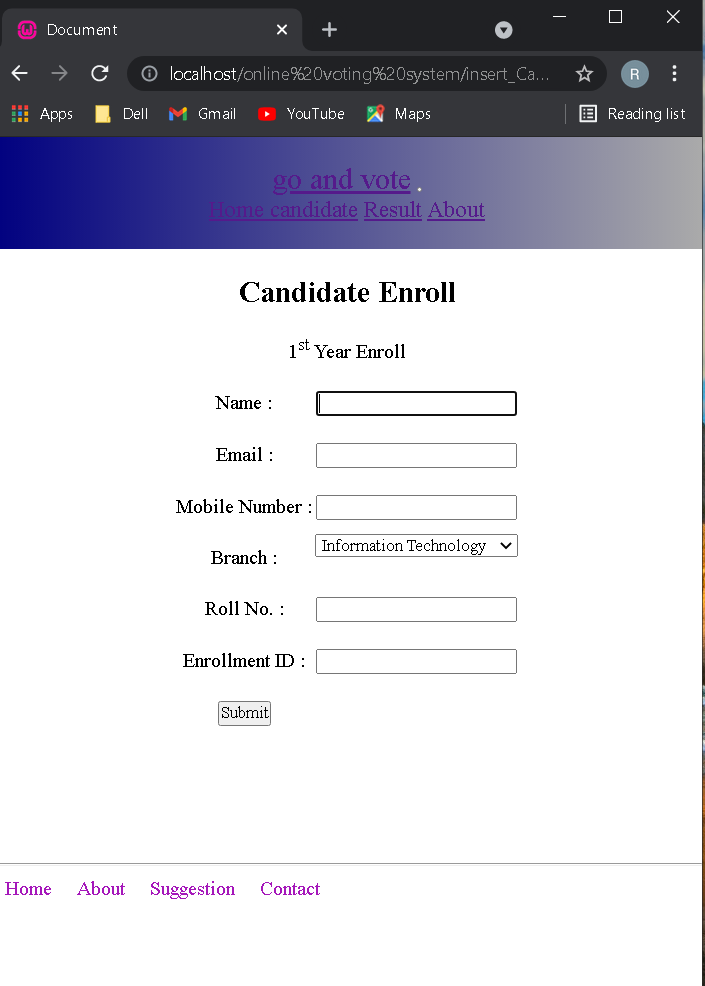 Document
localhost/online%20voting%20system/insert_Ca...
R
Apps Dell Gmail YouTube Maps Reading list
go and vote .
Home candidate Result About
Candidate Enroll
1st Year Enroll
Name :
Email :
Mobile Number :
Branch : Information Technology
Roll No. :
Enrollment ID :
Submit
Home About Suggestion Contact